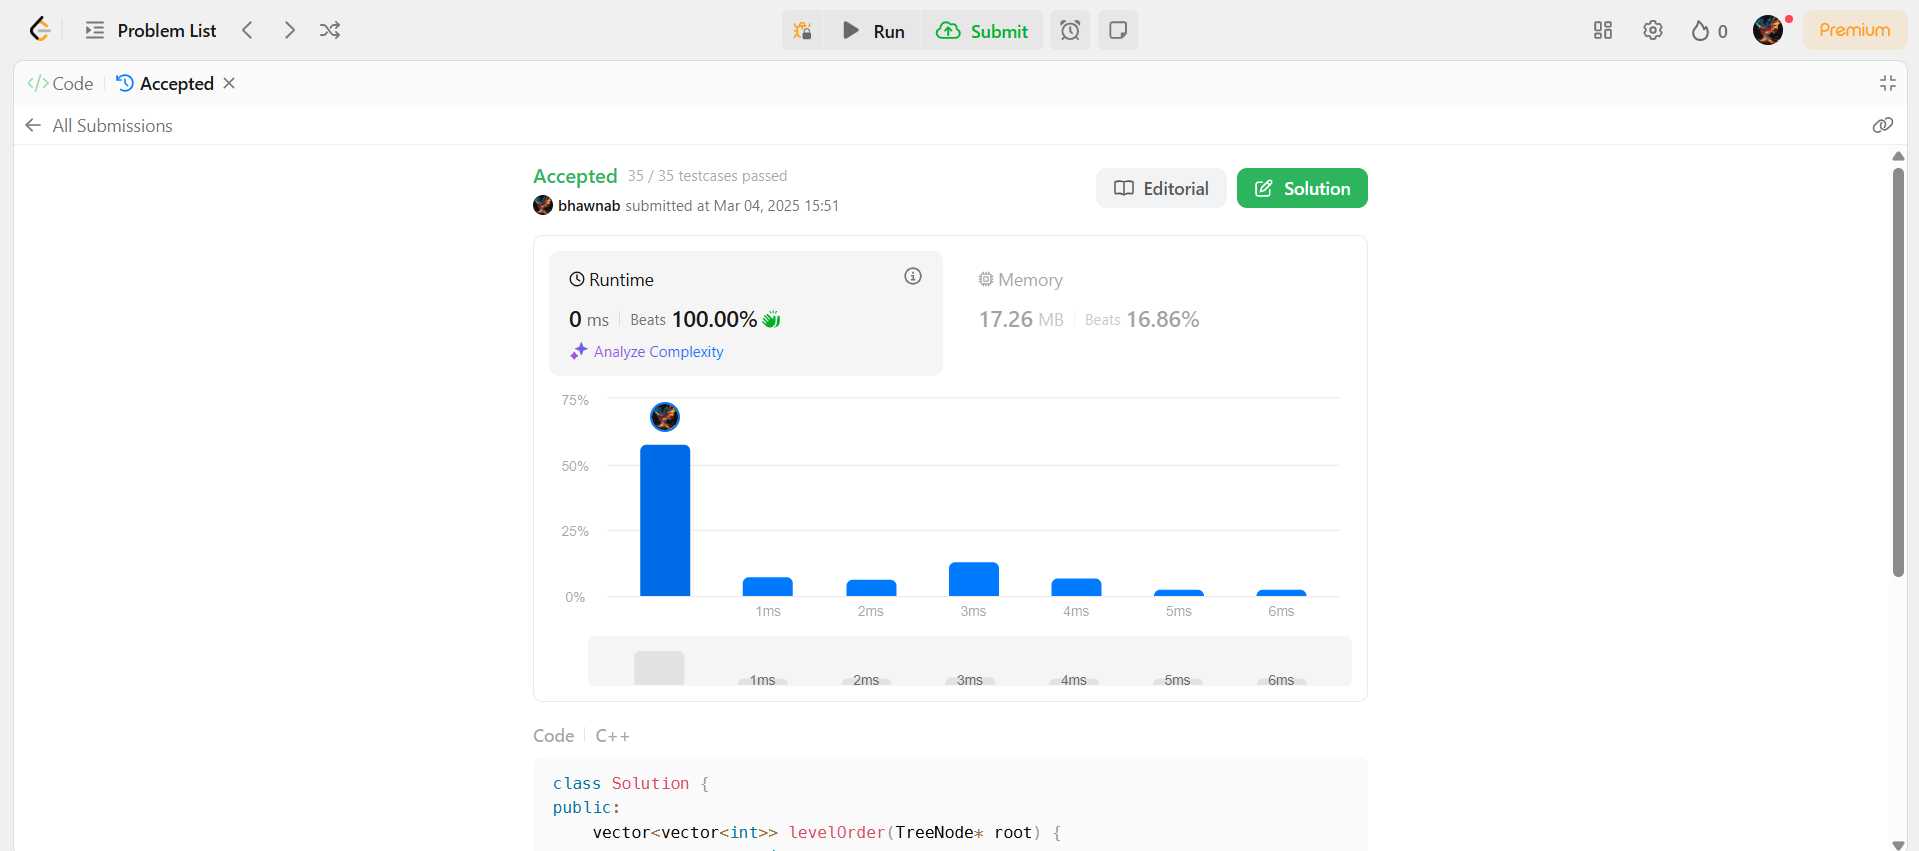 Problem List
Run
Submit
0
Premium
</> Code
Accepted
All Submissions
Accepted 35 / 35 testcases passed
bhawnab submitted at Mar 04, 2025 15:51
Editorial
Solution
Runtime
0 ms Beats 100.00%
Analyze Complexity
Memory
17.26 MB Beats 16.86%
75%
50%
25%
0%
1ms 2ms 3ms 4ms 5ms 6ms
1ms 2ms 3ms 4ms 5ms 6ms
Code C++
class Solution {
public:
vector<vector<int>> levelOrder(TreeNode* root) {